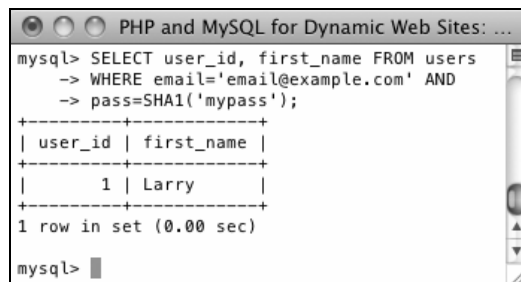 PHP and MySQL for Dynamic Web Sites: ...
mysql> SELECT user_id, first_name FROM users
    -> WHERE email='email@example.com' AND
    -> pass=SHA1('mypass');
+---------+------------+
| user_id | first_name |
+---------+------------+
|       1 | Larry      |
+---------+------------+
1 row in set (0.00 sec)
mysql>